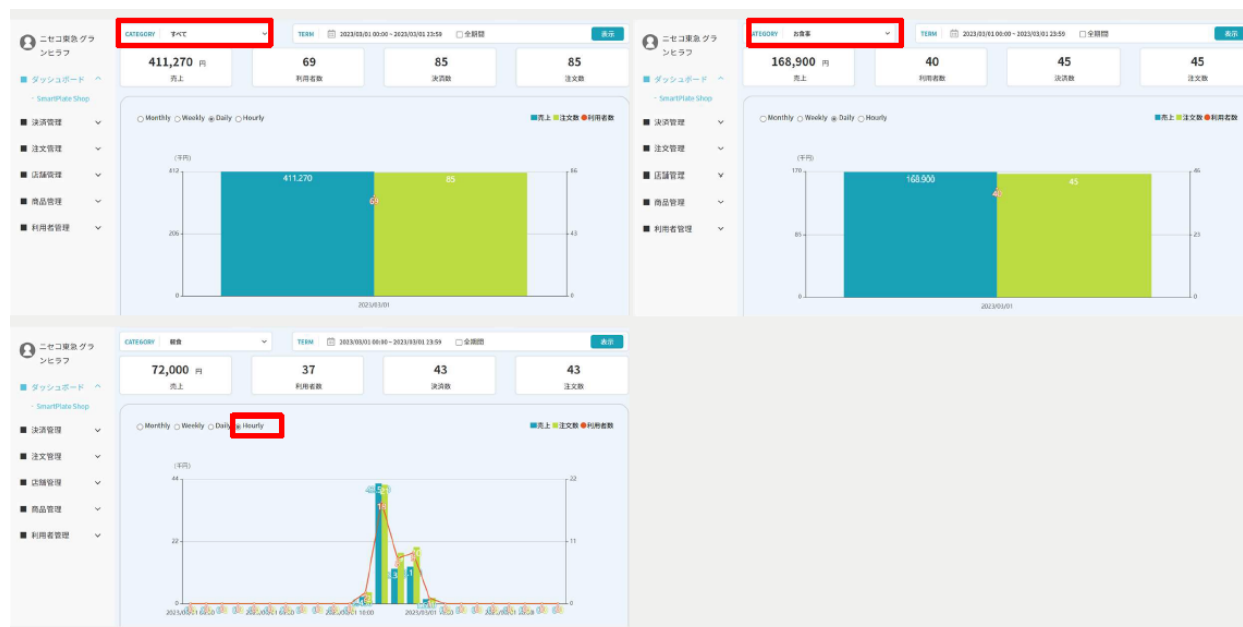 ニセコ東急 グラ
ンヒラフ
ダッシュボード
- SmartPlate Shop
決済管理
注文管理
店舗管理
商品管理
利用者管理
CATEGORY すべて
TERM 2023/03/01 00:00 ~ 2023/03/01 23:59 全期間
表示
411,270 円
売上
69
利用者数
85
決済数
85
注文数
Monthly Weekly Daily Hourly
売上 注文数 利用者数
(千円)
412
206
0
411.270
85
69
86
43
0
2023/03/01
ニセコ東急 グラ
ンヒラフ
ダッシュボード
- SmartPlate Shop
決済管理
注文管理
店舗管理
商品管理
利用者管理
CATEGORY お食事
TERM 2023/03/01 00:00 ~ 2023/03/01 23:59 全期間
表示
168,900 円
売上
40
利用者数
45
決済数
45
注文数
Monthly Weekly Daily Hourly
売上 注文数 利用者数
(千円)
170
85
0
168.900
45
40
46
23
0
2023/03/01
ニセコ東急 グラ
ンヒラフ
ダッシュボード
- SmartPlate Shop
決済管理
注文管理
店舗管理
商品管理
利用者管理
CATEGORY 軽食
TERM 2023/03/01 00:00 ~ 2023/03/01 23:59 全期間
表示
72,000 円
売上
37
利用者数
43
決済数
43
注文数
Monthly Weekly Daily Hourly
売上 注文数 利用者数
(千円)
44
22
0
22
11
0